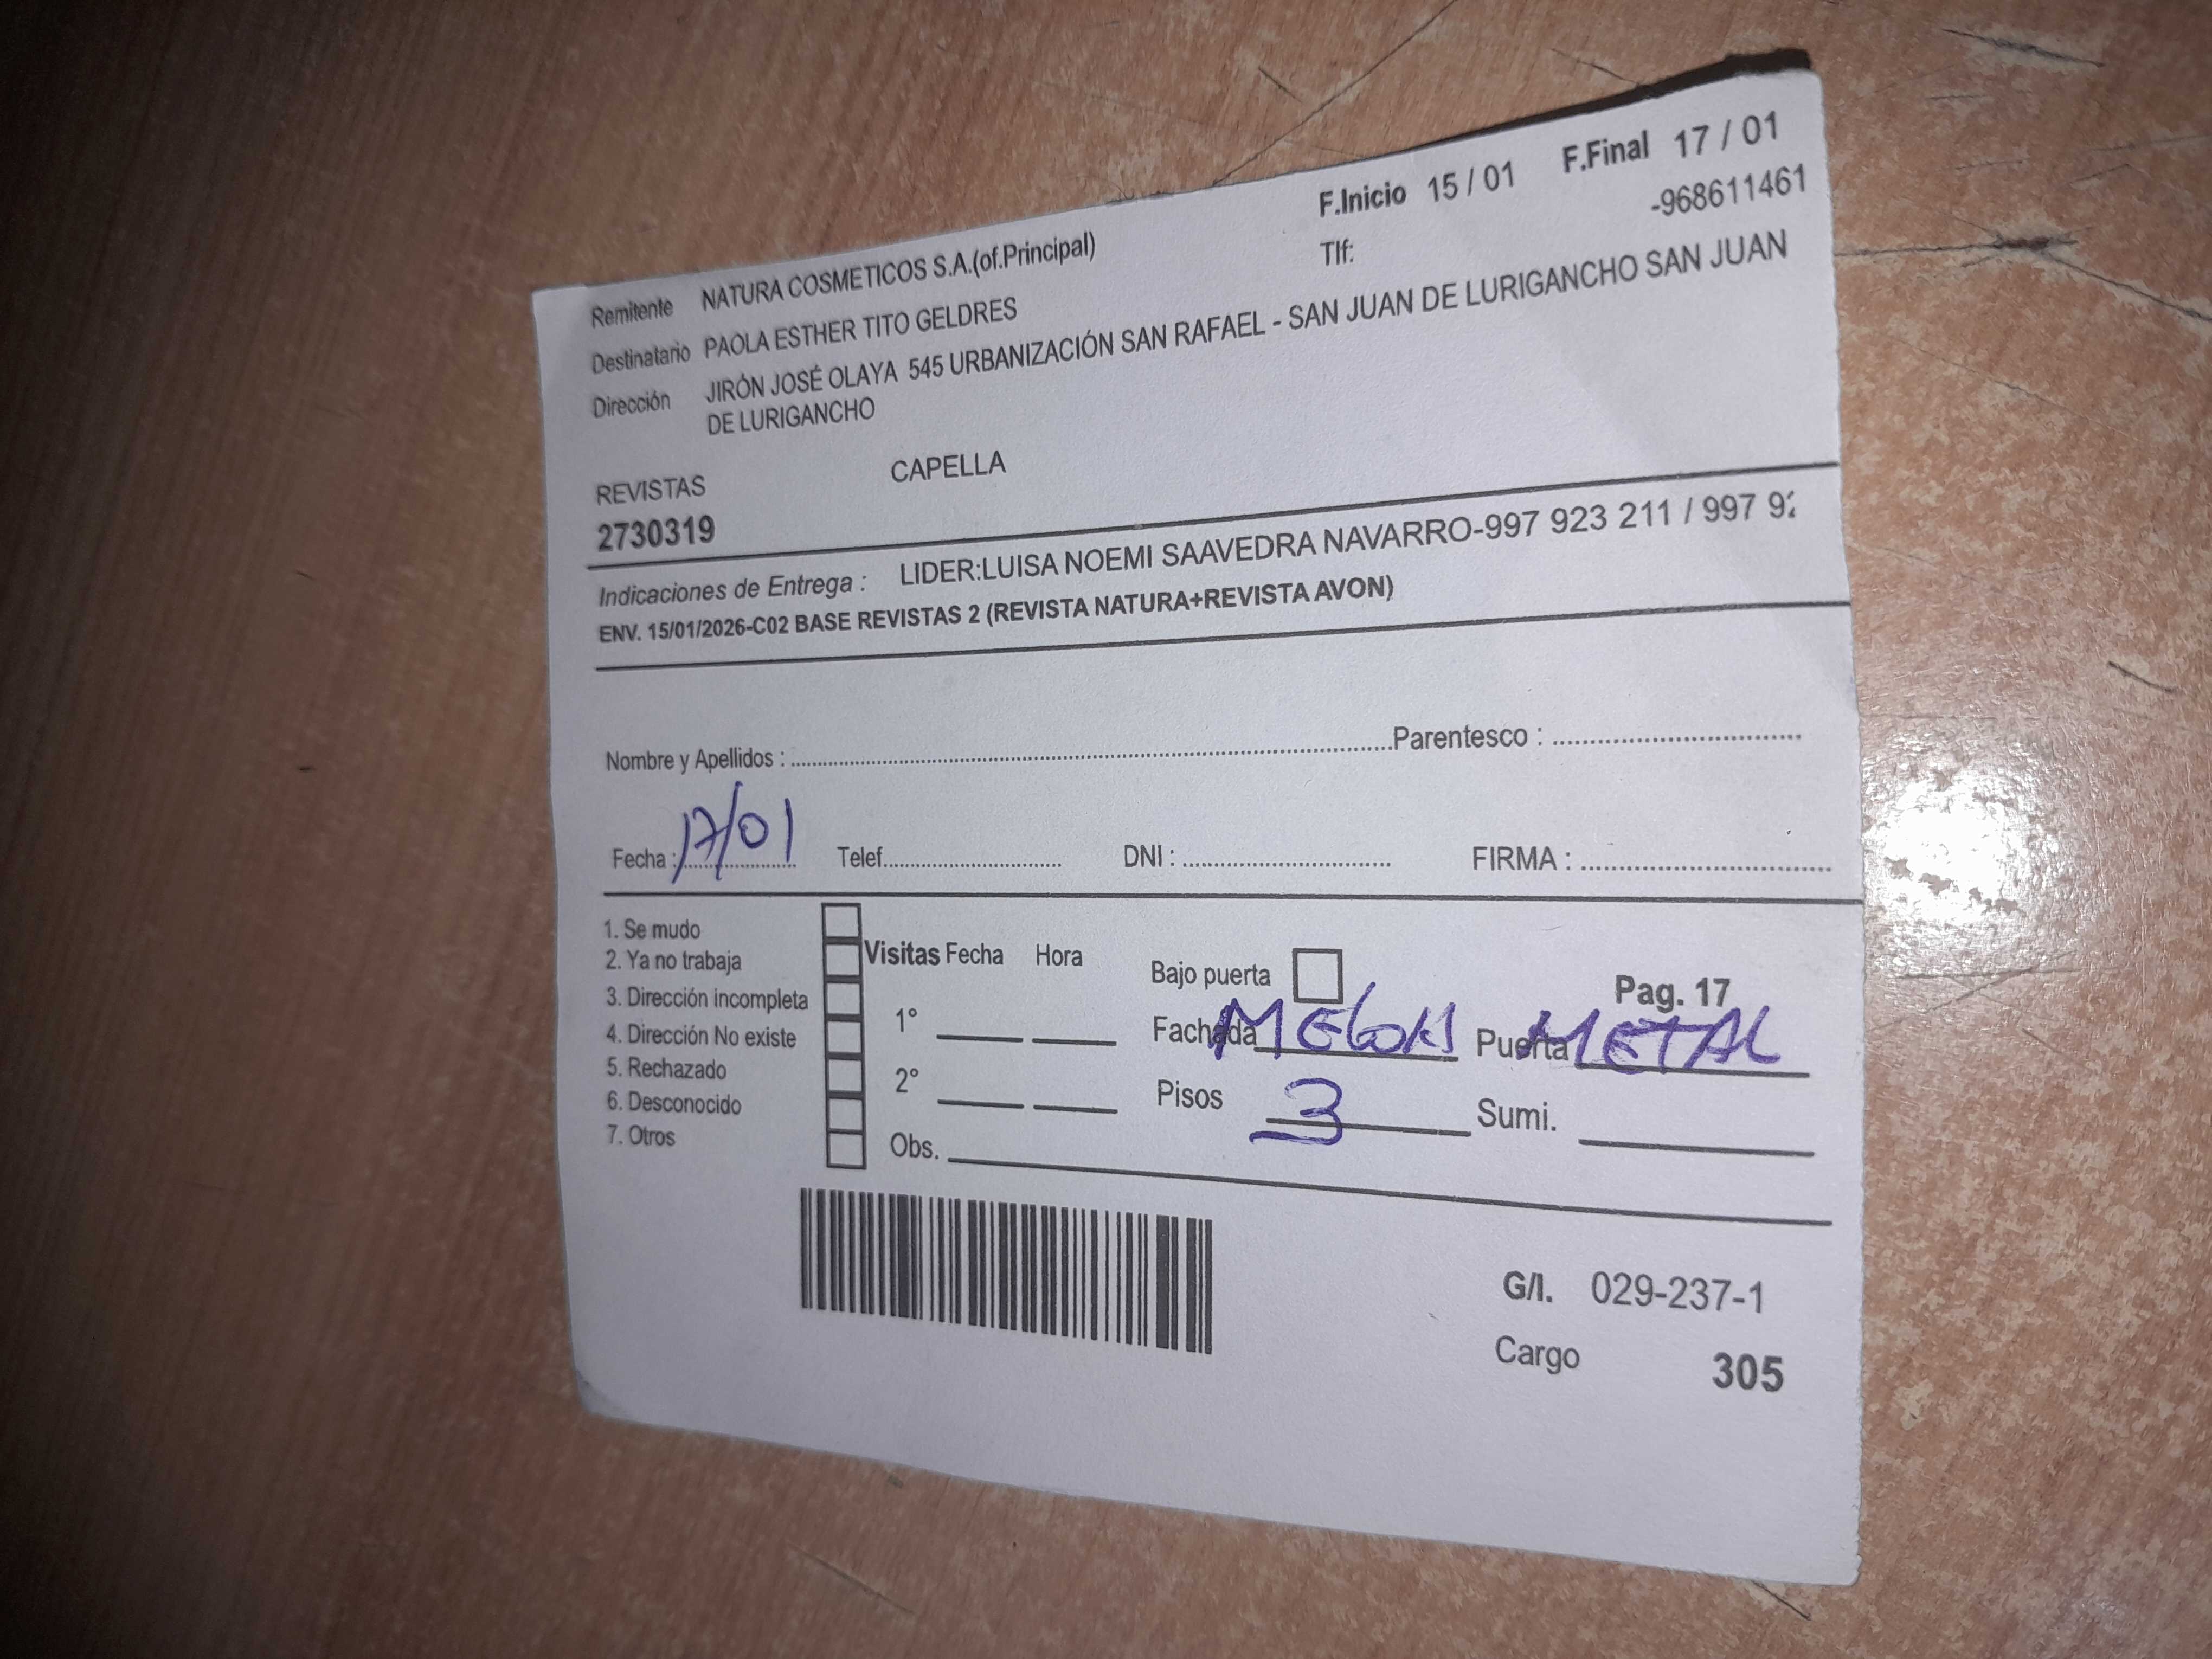 F.Inicio 15 / 01 F.Final 17 / 01
Remitente NATURA COSMETICOS S.A.(of.Principal) Tlf: -968611461
Destinatario PAOLA ESTHER TITO GELDRES
Dirección JIRÓN JOSÉ OLAYA 545 URBANIZACIÓN SAN RAFAEL - SAN JUAN DE LURIGANCHO SAN JUAN
DE LURIGANCHO
REVISTAS CAPELLA
2730319
Indicaciones de Entrega : LIDER:LUISA NOEMI SAAVEDRA NAVARRO-997 923 211 / 997 92
ENV. 15/01/2026-C02 BASE REVISTAS 2 (REVISTA NATURA+REVISTA AVON)
Nombre y Apellidos : Parentesco :
Fecha : 17/01 Telef. DNI : FIRMA :
1. Se mudo
2. Ya no trabaja
3. Dirección incompleta
4. Dirección No existe
5. Rechazado
6. Desconocido
7. Otros
Visitas Fecha Hora
1°
2°
Obs.
Bajo puerta Pag. 17
Fachada MELON Puerta METAL
Pisos 3 Sumi.
G/I. 029-237-1
Cargo 305